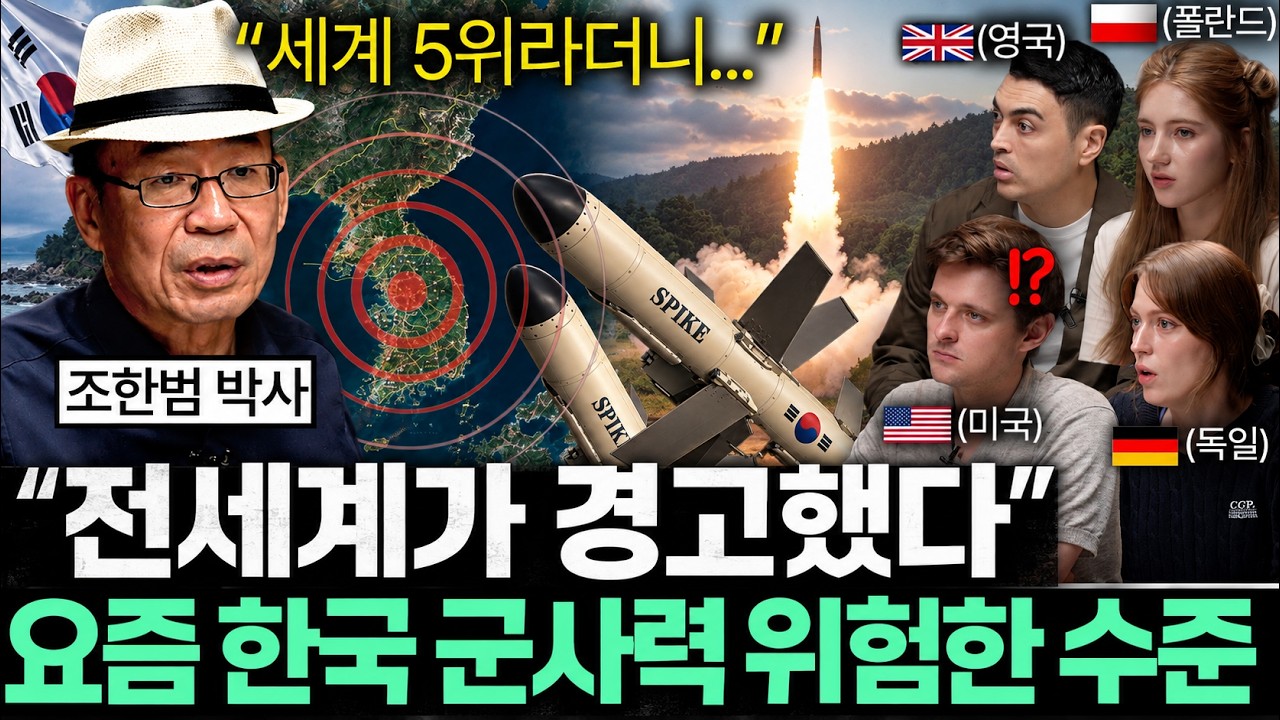 “세계 5위라더니...”
(영국)
(폴란드)
SPIKE
SPIK
⁉
(미국)
(독일)
CGP.
조한범 박사
“전세계가 경고했다”
요즘 한국 군사력 위험한 수준